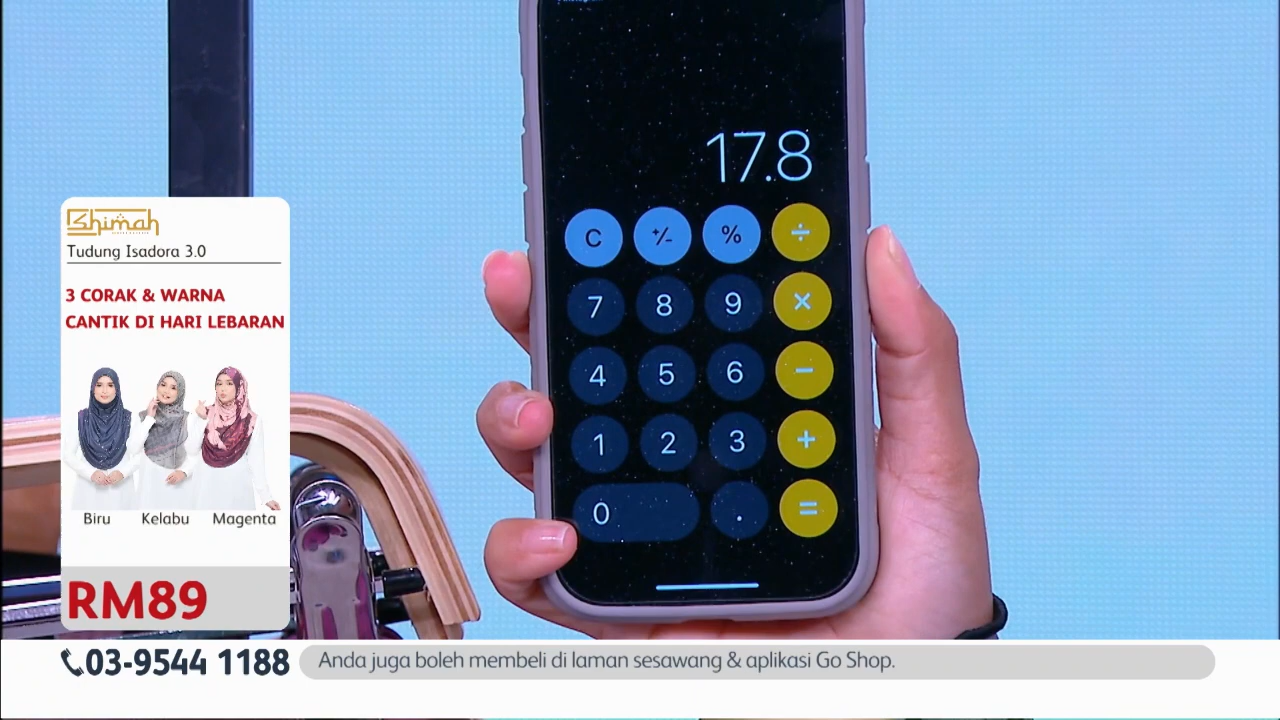 17.8
C +/- % ÷
7 8 9 ×
4 5 6 −
1 2 3 +
0 . =
Shimah
Tudung Isadora 3.0
3 CORAK & WARNA
CANTIK DI HARI LEBARAN
Biru Kelabu Magenta
RM89
03-9544 1188
Anda juga boleh membeli di laman sesawang & aplikasi Go Shop.